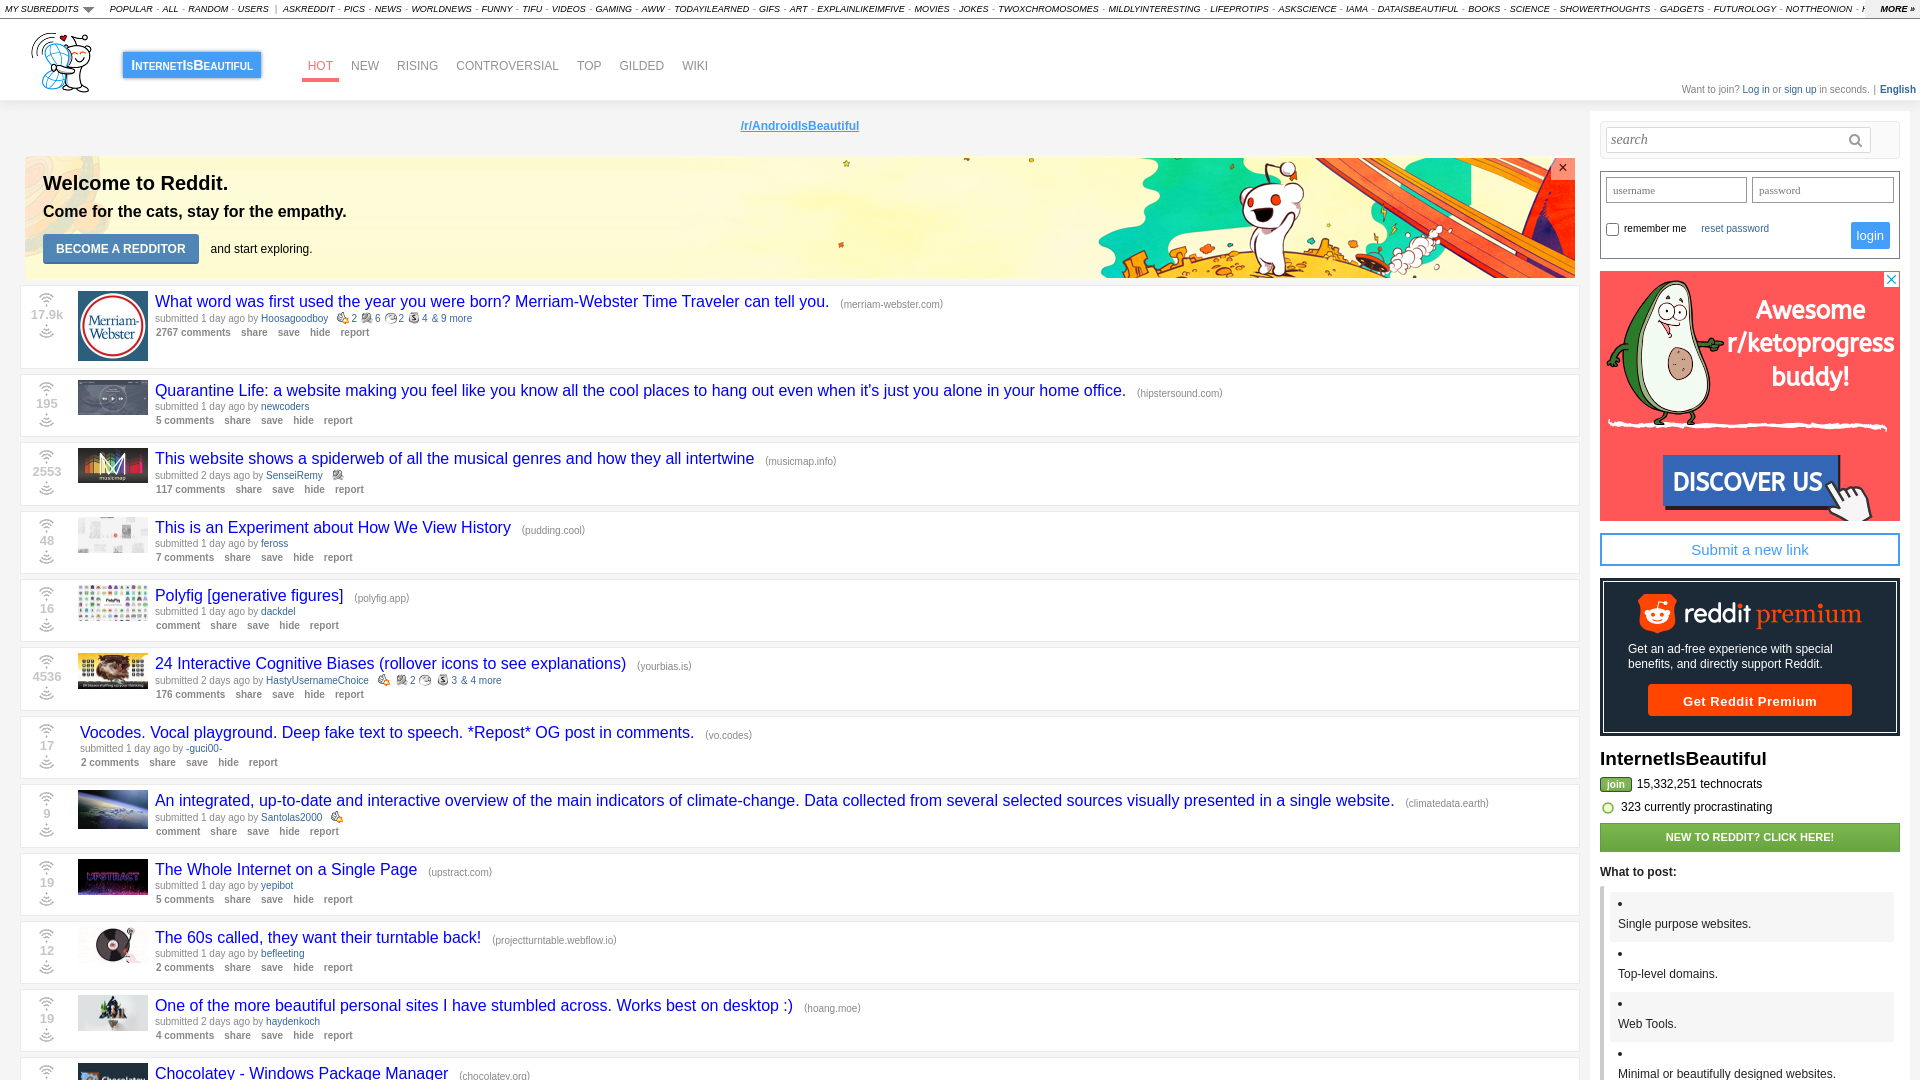 MY SUBREDDITS POPULAR - ALL - RANDOM - USERS | ASKREDDIT - PICS - NEWS - WORLDNEWS - FUNNY - TIFU - VIDEOS - GAMING - AWW - TODAYILEARNED - GIFS - ART - EXPLAINLIKEIMFIVE - MOVIES - JOKES - TWOXCHROMOSOMES - MILDLYINTERESTING - LIFEPROTIPS - ASKSCIENCE - IAMA - DATAISBEAUTIFUL - BOOKS - SCIENCE - SHOWERTHOUGHTS - GADGETS - FUTUROLOGY - NOTTHEONION - MORE »
InternetIsBeautiful HOT NEW RISING CONTROVERSIAL TOP GILDED WIKI
Want to join? Log in or sign up in seconds. | English
/r/AndroidIsBeautiful
Welcome to Reddit.
Come for the cats, stay for the empathy.
BECOME A REDDITOR and start exploring.
×
17.9k
Merriam-Webster
What word was first used the year you were born? Merriam-Webster Time Traveler can tell you. (merriam-webster.com)
submitted 1 day ago by Hoosagoodboy 2 6 2 4 & 9 more
2767 comments share save hide report
195
Quarantine Life: a website making you feel like you know all the cool places to hang out even when it's just you alone in your home office. (hipstersound.com)
submitted 1 day ago by newcoders
5 comments share save hide report
2553
musicmap
This website shows a spiderweb of all the musical genres and how they all intertwine (musicmap.info)
submitted 2 days ago by SenseiRemy
117 comments share save hide report
48
This is an Experiment about How We View History (pudding.cool)
submitted 1 day ago by feross
7 comments share save hide report
16
Polyfig [generative figures] (polyfig.app)
submitted 1 day ago by dackdel
comment share save hide report
4536
24 Interactive Cognitive Biases (rollover icons to see explanations) (yourbias.is)
submitted 2 days ago by HastyUsernameChoice 2 3 & 4 more
176 comments share save hide report
17
Vocodes. Vocal playground. Deep fake text to speech. *Repost* OG post in comments. (vo.codes)
submitted 1 day ago by -guci00-
2 comments share save hide report
9
An integrated, up-to-date and interactive overview of the main indicators of climate-change. Data collected from several selected sources visually presented in a single website. (climatedata.earth)
submitted 1 day ago by Santolas2000
comment share save hide report
19
UPSTRACT
The Whole Internet on a Single Page (upstract.com)
submitted 1 day ago by yepibot
5 comments share save hide report
12
The 60s called, they want their turntable back! (projectturntable.webflow.io)
submitted 1 day ago by befleeting
2 comments share save hide report
19
One of the more beautiful personal sites I have stumbled across. Works best on desktop :) (hoang.moe)
submitted 2 days ago by haydenkoch
4 comments share save hide report
Chocolatey - Windows Package Manager (chocolatey.org)
search
username password
remember me reset password login
Awesome
r/ketoprogress
buddy!
DISCOVER US
Submit a new link
reddit premium
Get an ad-free experience with special
benefits, and directly support Reddit.
Get Reddit Premium
InternetIsBeautiful
join 15,332,251 technocrats
323 currently procrastinating
NEW TO REDDIT? CLICK HERE!
What to post:
Single purpose websites.
Top-level domains.
Web Tools.
Minimal or beautifully designed websites.